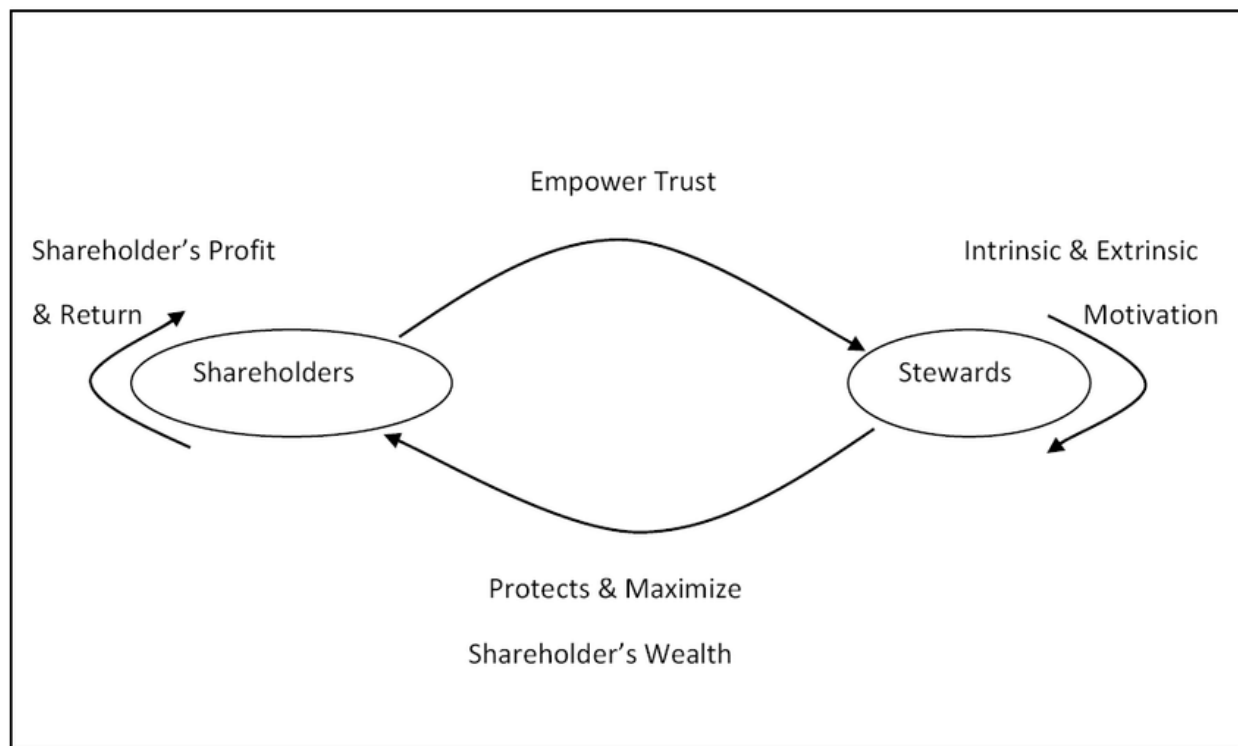 Empower Trust
Shareholder’s Profit
& Return
Intrinsic & Extrinsic
Motivation
Shareholders
Stewards
Protects & Maximize
Shareholder’s Wealth